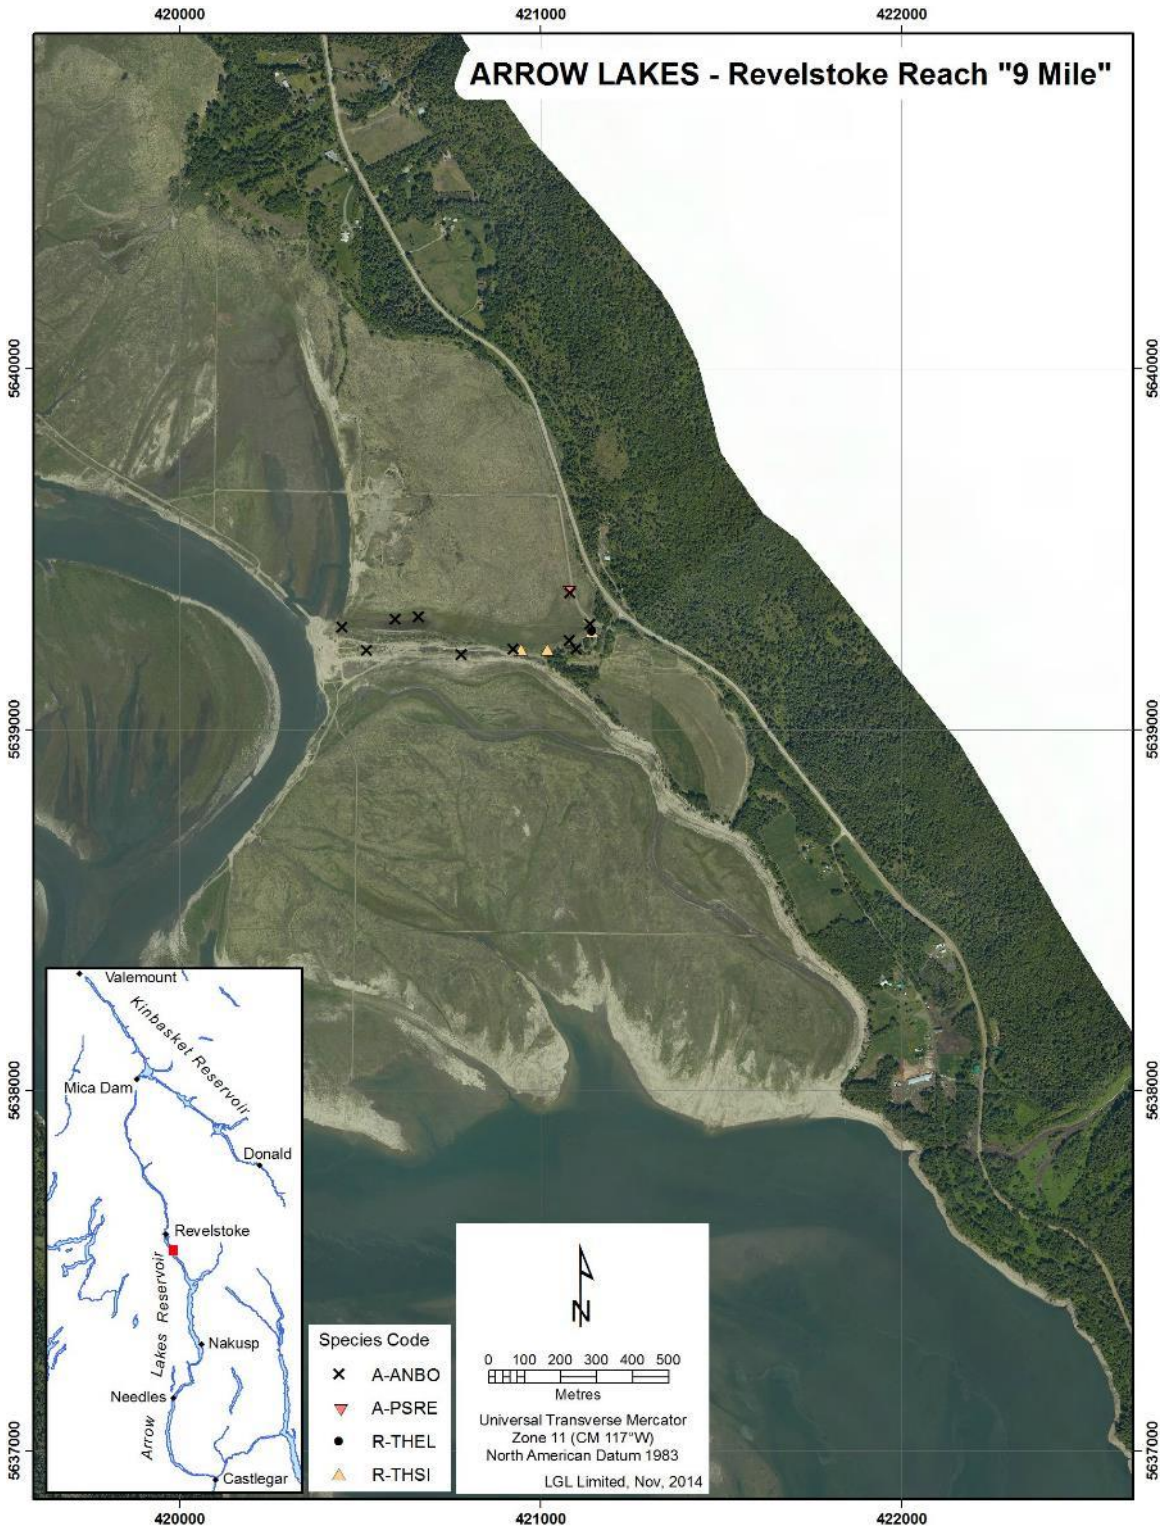 420000
421000
422000
ARROW LAKES - Revelstoke Reach "9 Mile"
5640000
5640000
5639000
5639000
5638000
5638000
5637000
5637000
Valemount
Kinbasket Reservoir
Mica Dam
Donald
Revelstoke
Arrow Lakes Reservoir
Nakusp
Needles
Castlegar
Species Code
A-ANBO
A-PSRE
R-THEL
R-THSI
N
0 100 200 300 400 500
Metres
Universal Transverse Mercator
Zone 11 (CM 117°W)
North American Datum 1983
LGL Limited, Nov, 2014
420000
421000
422000